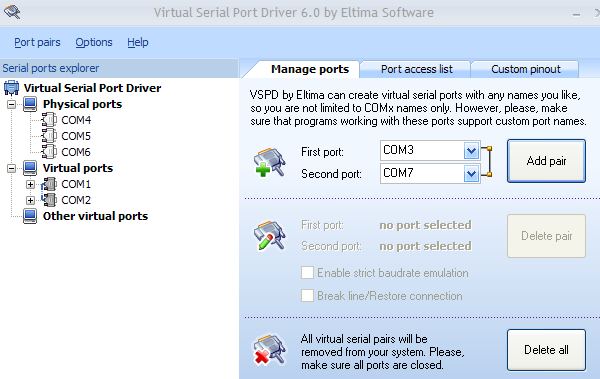 Virtual Serial Port Driver 6.0 by Eltima Software
Port pairs Options Help
Serial ports explorer
Virtual Serial Port Driver
Physical ports
COM4
COM5
COM6
Virtual ports
COM1
COM2
Other virtual ports
Manage ports Port access list Custom pinout
VSPD by Eltima can create virtual serial ports with any names you like,
so you are not limited to COMx names only. However, please, make
sure that programs working with these ports support custom port names.
First port: COM3
Second port: COM7
Add pair
First port: no port selected
Second port: no port selected
Delete pair
Enable strict baudrate emulation
Break line/Restore connection
All virtual serial pairs will be
removed from your system. Please,
make sure all ports are closed.
Delete all